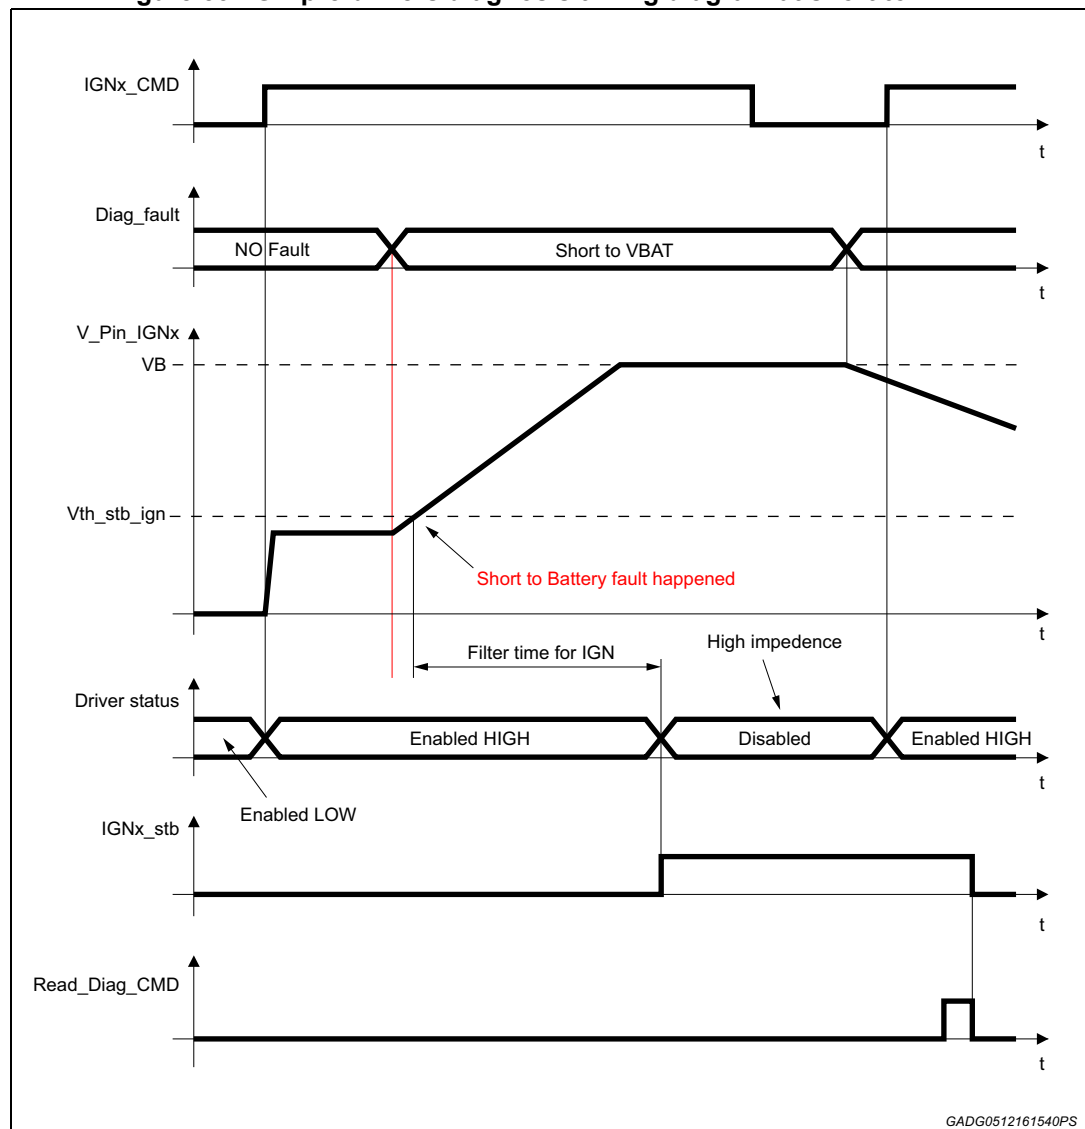 IGNx_CMD
t
Diag_fault
NO Fault
Short to VBAT
t
V_Pin_IGNx
VB
Vth_stb_ign
Short to Battery fault happened
t
Filter time for IGN
High impedence
Driver status
Enabled HIGH
Disabled
Enabled HIGH
t
Enabled LOW
IGNx_stb
t
Read_Diag_CMD
t
GADG0512161540PS